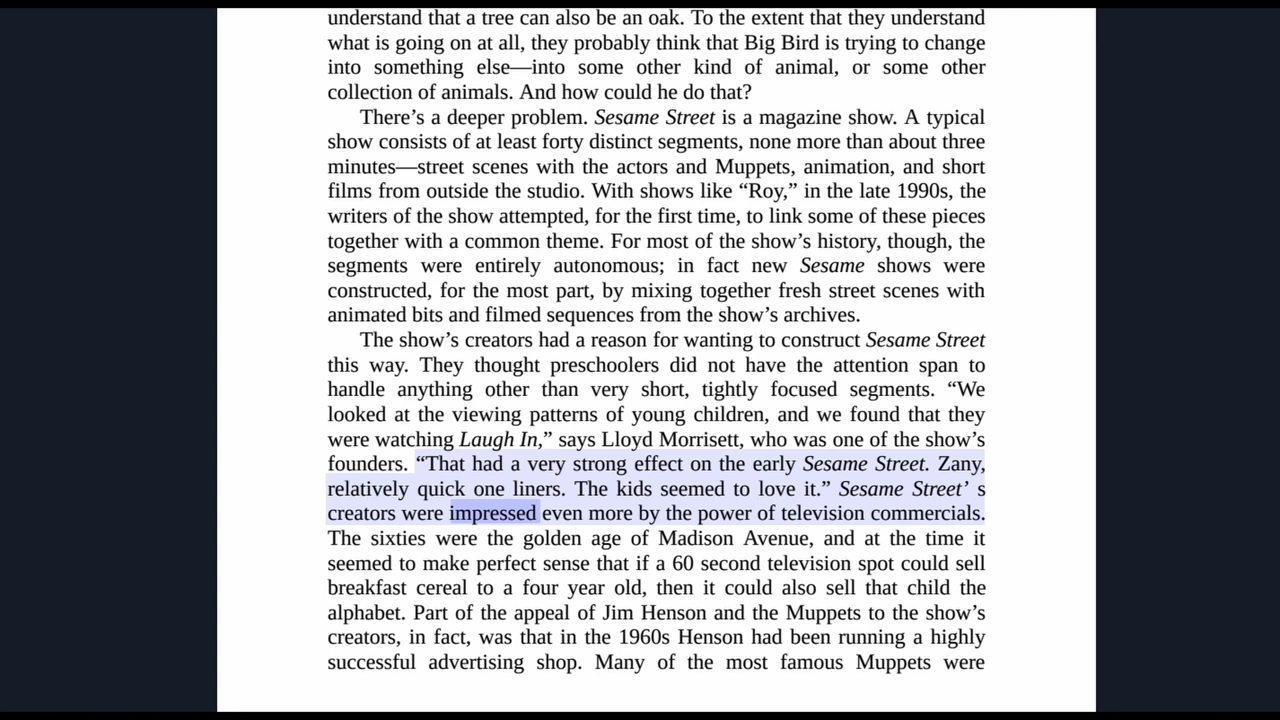 understand that a tree can also be an oak. To the extent that they understand
what is going on at all, they probably think that Big Bird is trying to change
into something else—into some other kind of animal, or some other
collection of animals. And how could he do that?
There’s a deeper problem. Sesame Street is a magazine show. A typical
show consists of at least forty distinct segments, none more than about three
minutes—street scenes with the actors and Muppets, animation, and short
films from outside the studio. With shows like “Roy,” in the late 1990s, the
writers of the show attempted, for the first time, to link some of these pieces
together with a common theme. For most of the show’s history, though, the
segments were entirely autonomous; in fact new Sesame shows were
constructed, for the most part, by mixing together fresh street scenes with
animated bits and filmed sequences from the show’s archives.
The show’s creators had a reason for wanting to construct Sesame Street
this way. They thought preschoolers did not have the attention span to
handle anything other than very short, tightly focused segments. “We
looked at the viewing patterns of young children, and we found that they
were watching Laugh In,” says Lloyd Morrisett, who was one of the show’s
founders. “That had a very strong effect on the early Sesame Street. Zany,
relatively quick one liners. The kids seemed to love it.” Sesame Street’ s
creators were impressed even more by the power of television commercials.
The sixties were the golden age of Madison Avenue, and at the time it
seemed to make perfect sense that if a 60 second television spot could sell
breakfast cereal to a four year old, then it could also sell that child the
alphabet. Part of the appeal of Jim Henson and the Muppets to the show’s
creators, in fact, was that in the 1960s Henson had been running a highly
successful advertising shop. Many of the most famous Muppets were